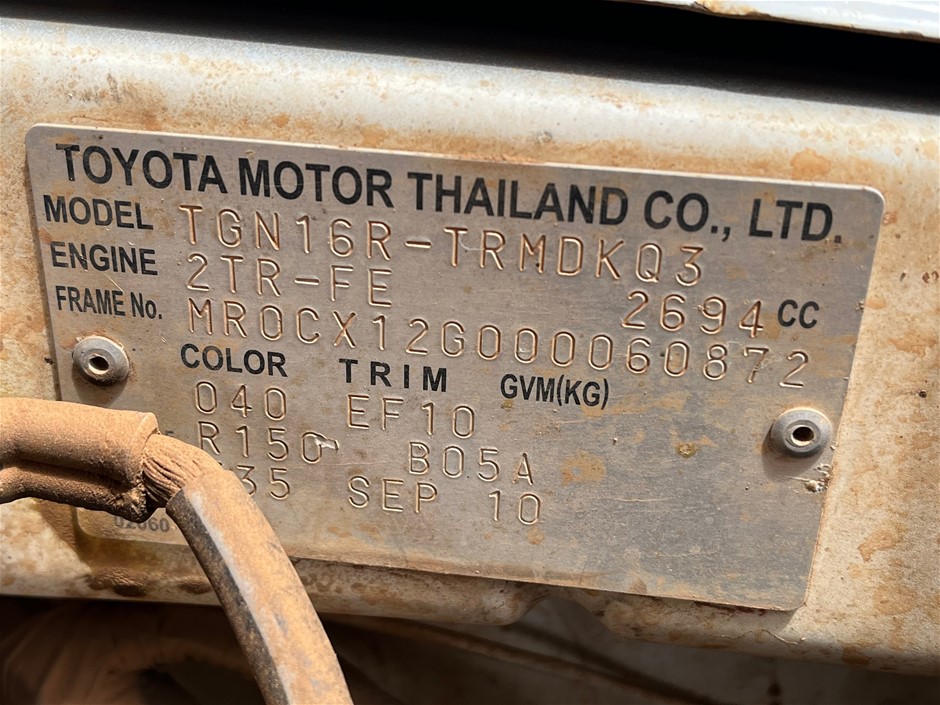 TOYOTA MOTOR THAILAND CO., LTD.
MODEL TGN16R-TRMDKQ3
ENGINE 2TR-FE 2694 CC
FRAME No. MR0CX12G000060872
COLOR TRIM GVM(KG)
040 EF10
R150 B05A
35 SEP 10
02060